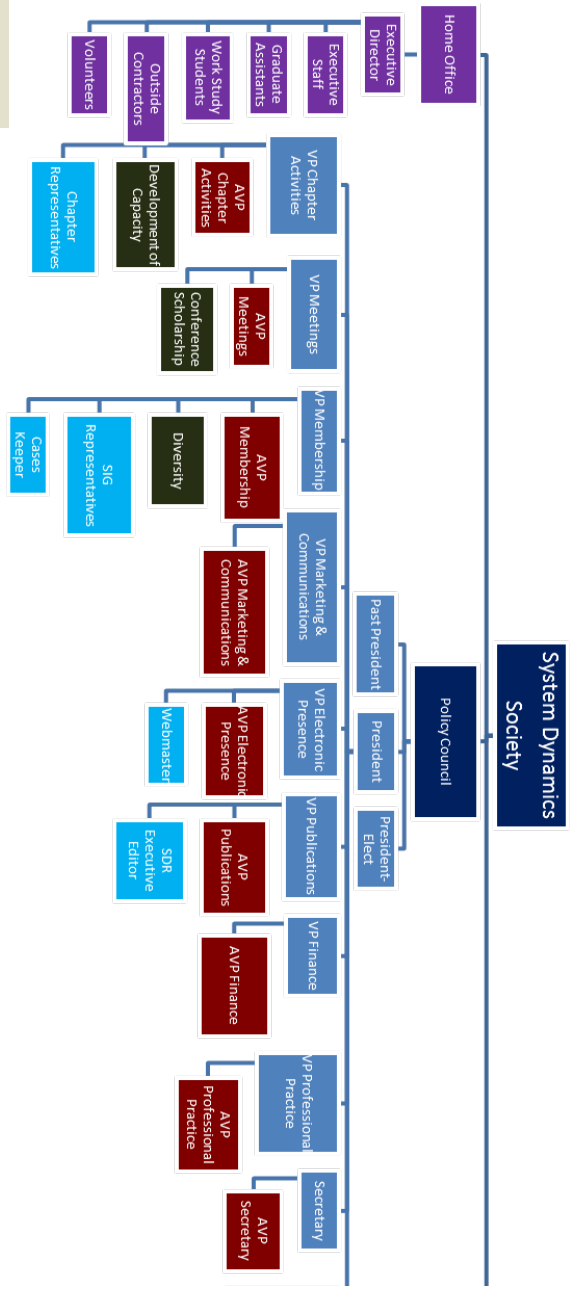 System Dynamics
Society
Home Office
Policy Council
Executive
Director
Past President
President
President-
Elect
Executive
Staff
Graduate
Assistants
Work Study
Students
Outside
Contractors
Volunteers
VP Chapter
Activities
AVP
Chapter
Activities
Development of
Capacity
Chapter
Representatives
VP Meetings
AVP
Meetings
Conference
Scholarship
VP Membership
AVP
Membership
Diversity
SIG
Representatives
Cases
Keeper
VP Marketing &
Communications
AVP Marketing &
Communications
VP Electronic
Presence
AVP Electronic
Presence
Webmaster
VP Publications
AVP
Publications
SDR
Executive
Editor
VP Finance
AVP Finance
VP Professional
Practice
AVP
Professional
Practice
Secretary
AVP
Secretary